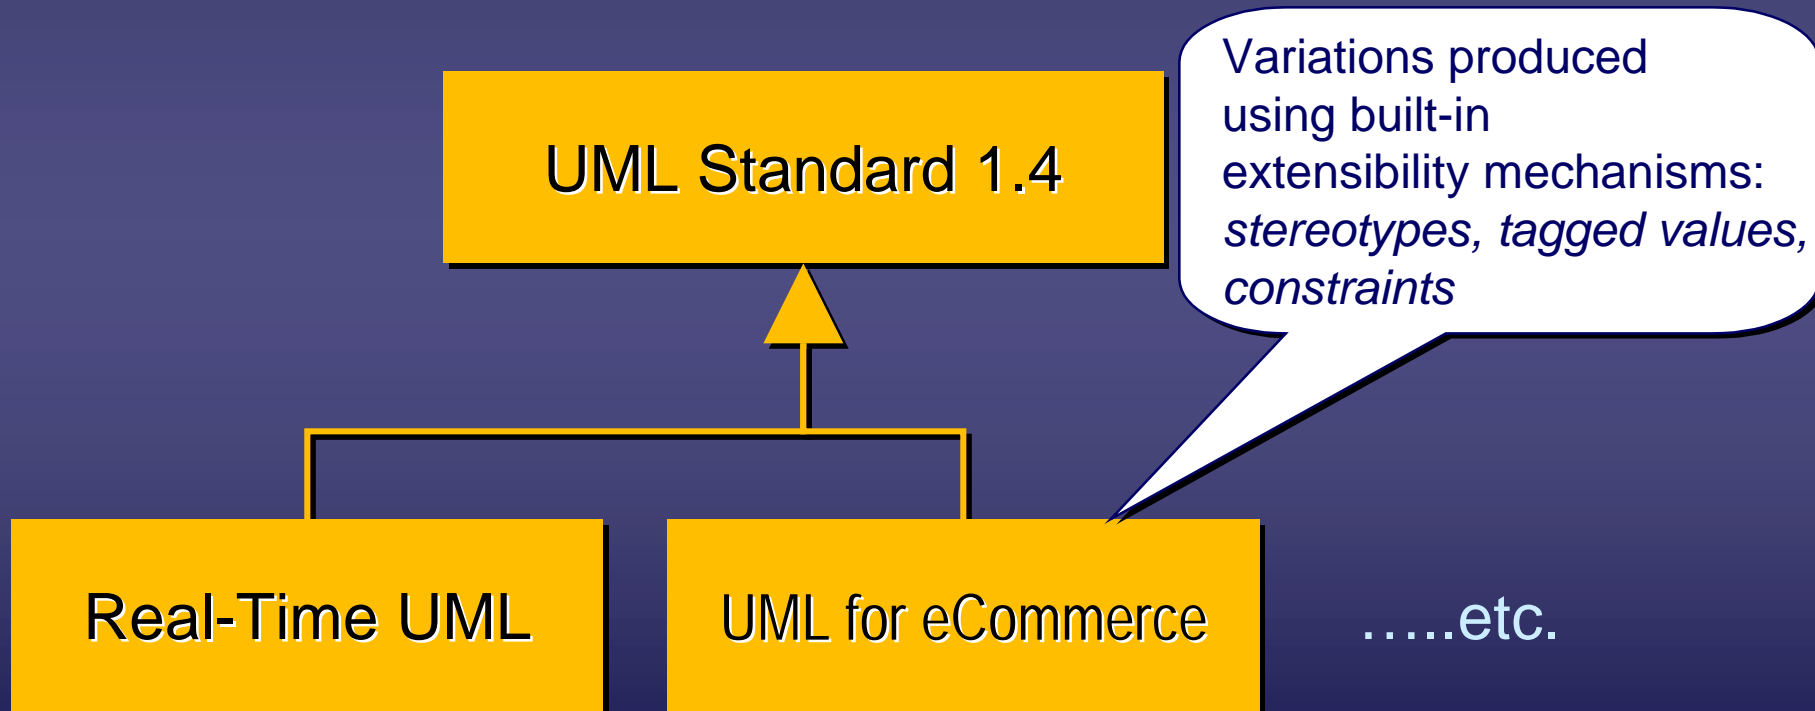 Variations produced
using built-in
extensibility mechanisms:
stereotypes, tagged values,
constraints
UML Standard 1.4
Real-Time UML
UML for eCommerce
…..etc.